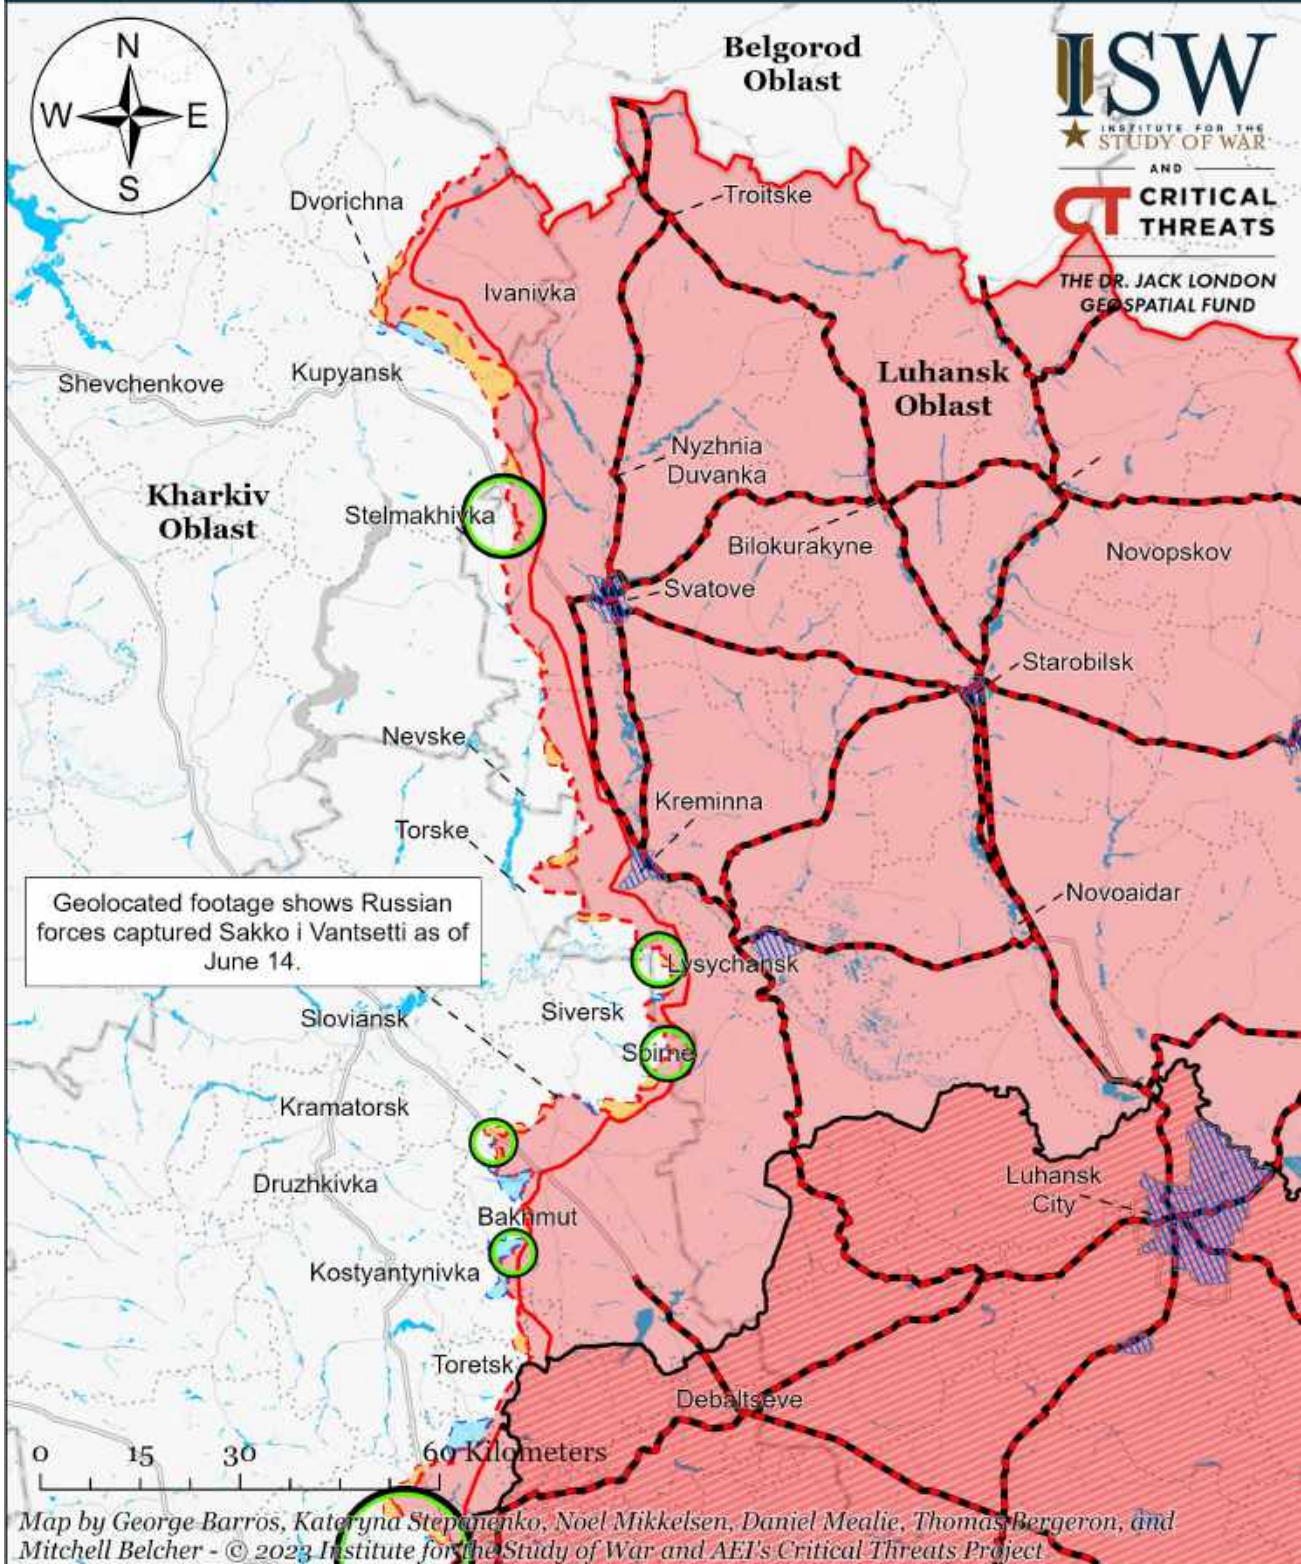 N
W E
S
Belgorod
Oblast
ISW
INSTITUTE FOR THE
STUDY OF WAR
AND
CT CRITICAL
THREATS
THE DR. JACK LONDON
GEOSPATIAL FUND
Dvorichna
Troitske
Ivanivka
Shevchenkove
Kupyansk
Luhansk
Oblast
Nyzhnia
Duvanka
Kharkiv
Oblast
Stelmakhivka
Bilokurakyne
Novopskov
Svatove
Starobilsk
Nevske
Kreminna
Torske
Novoaidar
Geolocated footage shows Russian
forces captured Sakko i Vantsetti as of
June 14.
Lysychansk
Sloviansk
Siversk
Spirne
Kramatorsk
Druzhkivka
Luhansk
City
Bakhmut
Kostyantynivka
Toretsk
Debaltseve
0 15 30 60 Kilometers
Map by George Barros, Kateryna Stepanenko, Noel Mikkelsen, Daniel Mealie, Thomas Bergeron, and
Mitchell Belcher - © 2023 Institute for the Study of War and AEI's Critical Threats Project